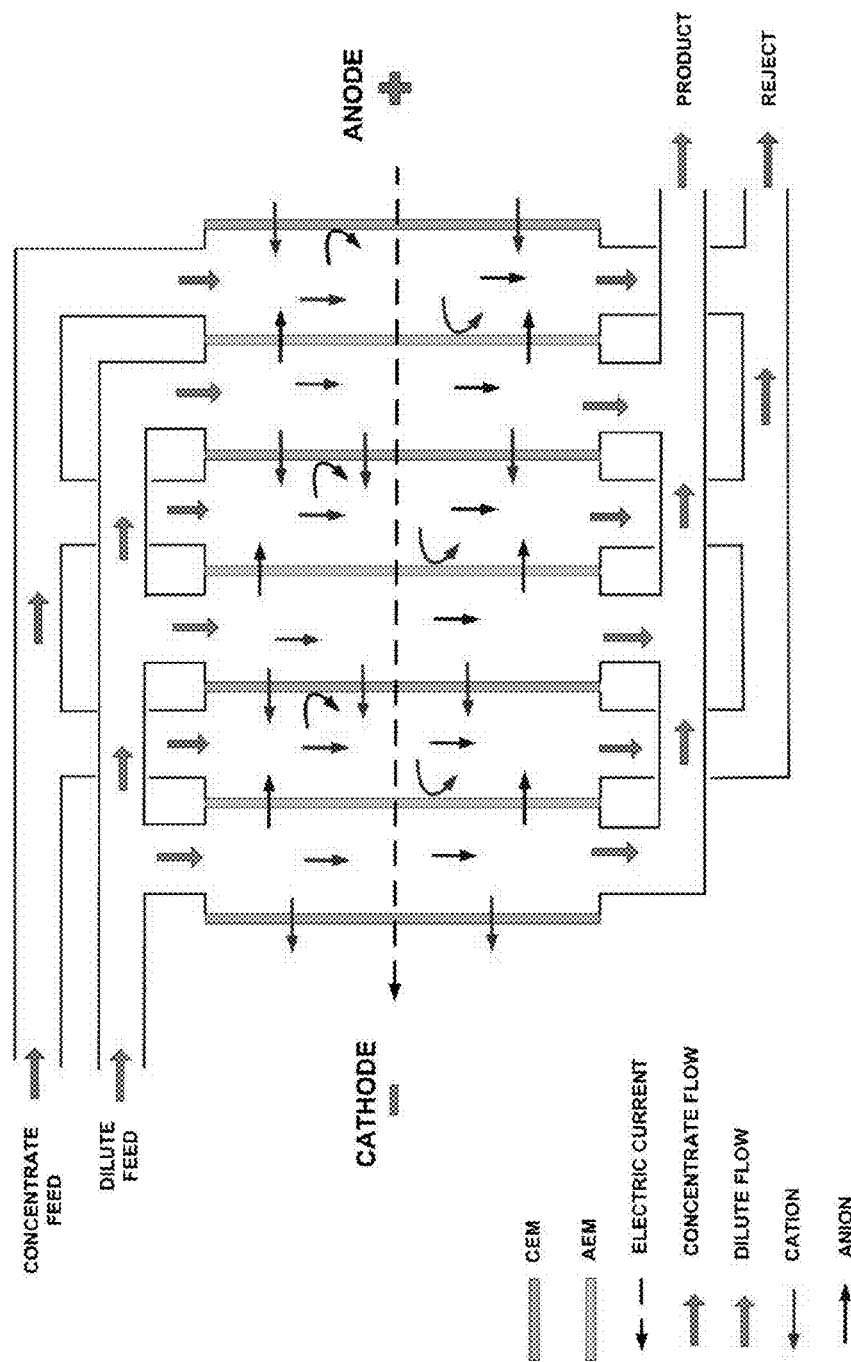 CONCENTRATE
FEED
DILUTE
FEED
CATHODE
ANODE
PRODUCT
REJECT
CEM
AEM
ELECTRIC CURRENT
CONCENTRATE FLOW
DILUTE FLOW
CATION
ANION